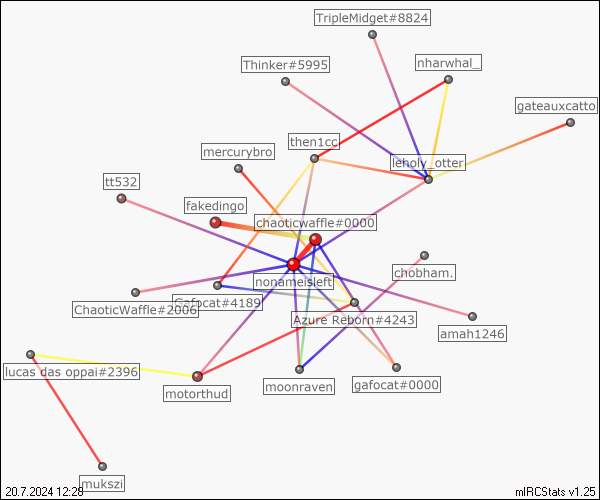 TripleMidget#8824
nharwhal_
Thinker#5995
gateauxcatto
then1cc
mercurybro
leholy_otter
tt532
fakedingo
chaoticwaffle#0000
chobham.
nonameisleft
ChaoticWaffle#2006
Gafocat#4189
Azure Reborn#4243
amah1246
lucas das oppai#2396
motorthud
moonraven
gafocat#0000
mukszi
20.7.2024 12:28
mIRCStats v1.25